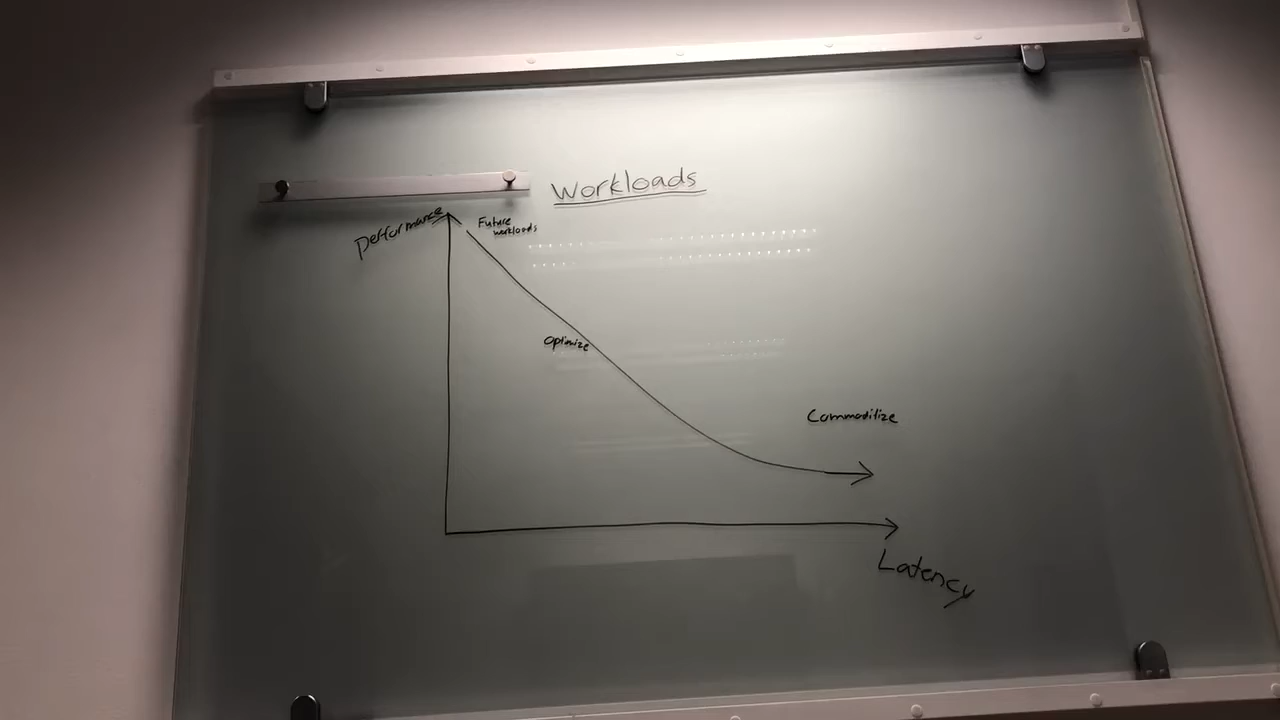 Workloads
Performance
Future
workloads
Optimize
Commoditize
Latency